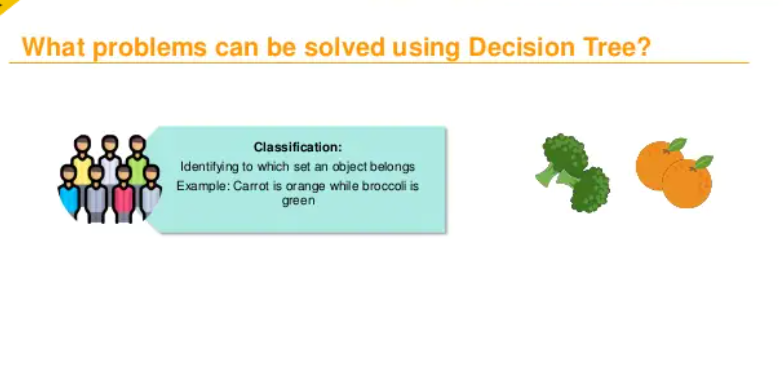 What problems can be solved using Decision Tree?
Classification:
Identifying to which set an object belongs
Example: Carrot is orange while broccoli is
green